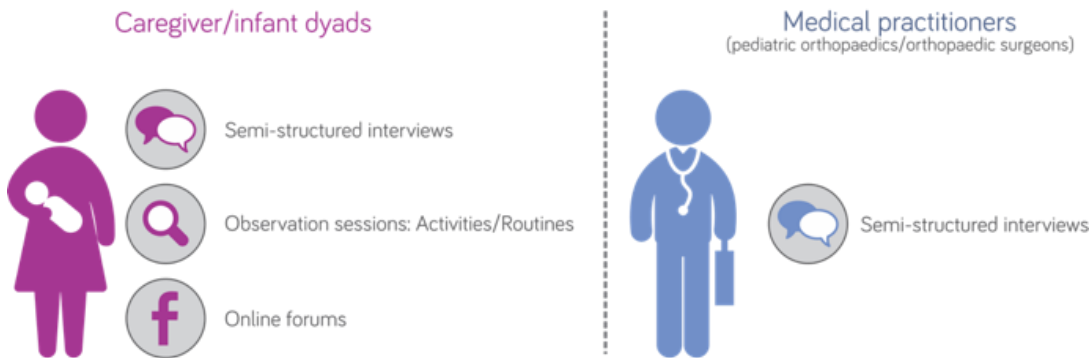 Caregiver/infant dyads
Semi-structured interviews
Observation sessions: Activities/Routines
f
Online forums
Medical practitioners
(pediatric orthopaedics/orthopaedic surgeons)
Semi-structured interviews